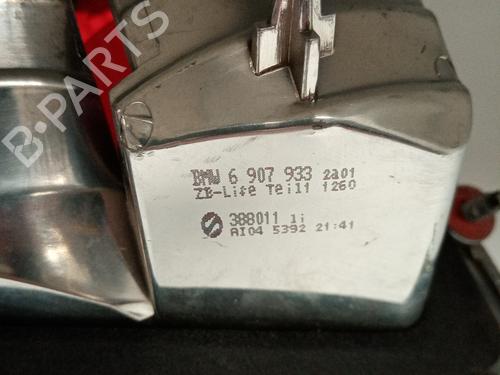 B-PARTS
BMW 6 907 933 2a01
ZB-Life Teil1 1260
388011 1i
AI04 5392 21:41